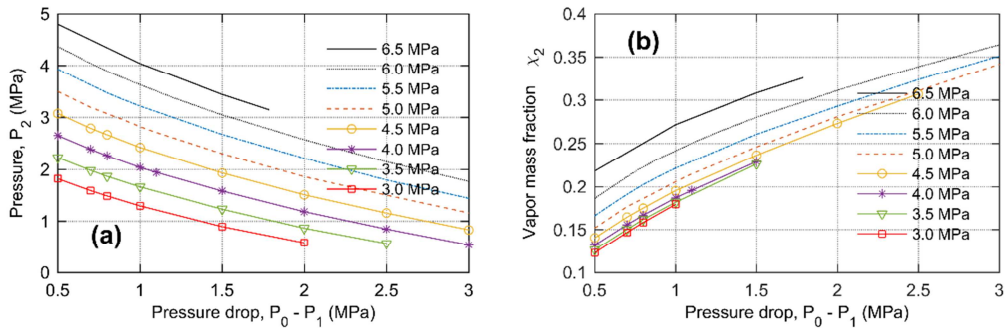 (a)
5
4
3
2
1
0
Pressure, P2 (MPa)
6.5 MPa
6.0 MPa
5.5 MPa
5.0 MPa
4.5 MPa
4.0 MPa
3.5 MPa
3.0 MPa
(a)
0.5 1 1.5 2 2.5 3
Pressure drop, P0 - P1 (MPa)
(b)
0.4
0.35
0.3
0.25
0.2
0.15
0.1
Vapor mass fraction χ2
6.5 MPa
6.0 MPa
5.5 MPa
5.0 MPa
4.5 MPa
4.0 MPa
3.5 MPa
3.0 MPa
0.5 1 1.5 2 2.5 3
Pressure drop, P0 - P1 (MPa)